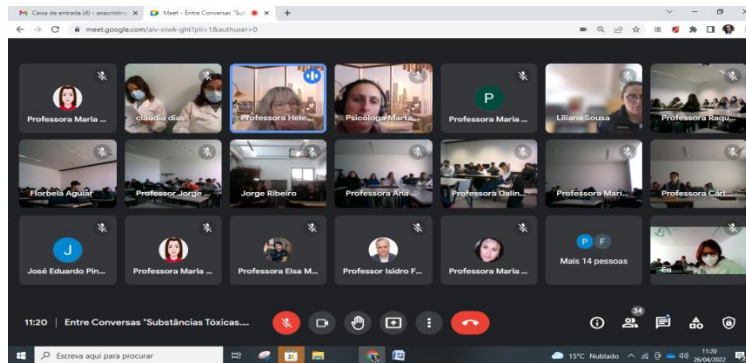 Caixa de entrada (4) - anacristin
Meet - Entre Conversas "Sub
meet.google.com/aiv-oiwk-ght?pli=1&authuser=0
Professora Maria ...
cláudia dias
Professora Hele...
Psicóloga Marta...
P
Professora Maria ...
Liliana Sousa
Professora Raqu...
Florbela Aguiar
Professor Jorge ...
Jorge Ribeiro
Professora Ana ...
Professora Dalin...
Professora Mari...
Professora Carl...
J
José Eduardo Pin...
Professora Maria ...
Professora Elsa M...
Professor Isidro F...
Professora Maria ...
P F
Mais 14 pessoas
Eu
11:20 | Entre Conversas "Substâncias Tóxicas....
34
Escreva aqui para procurar
15°C Nublado
11:20
26/04/2022